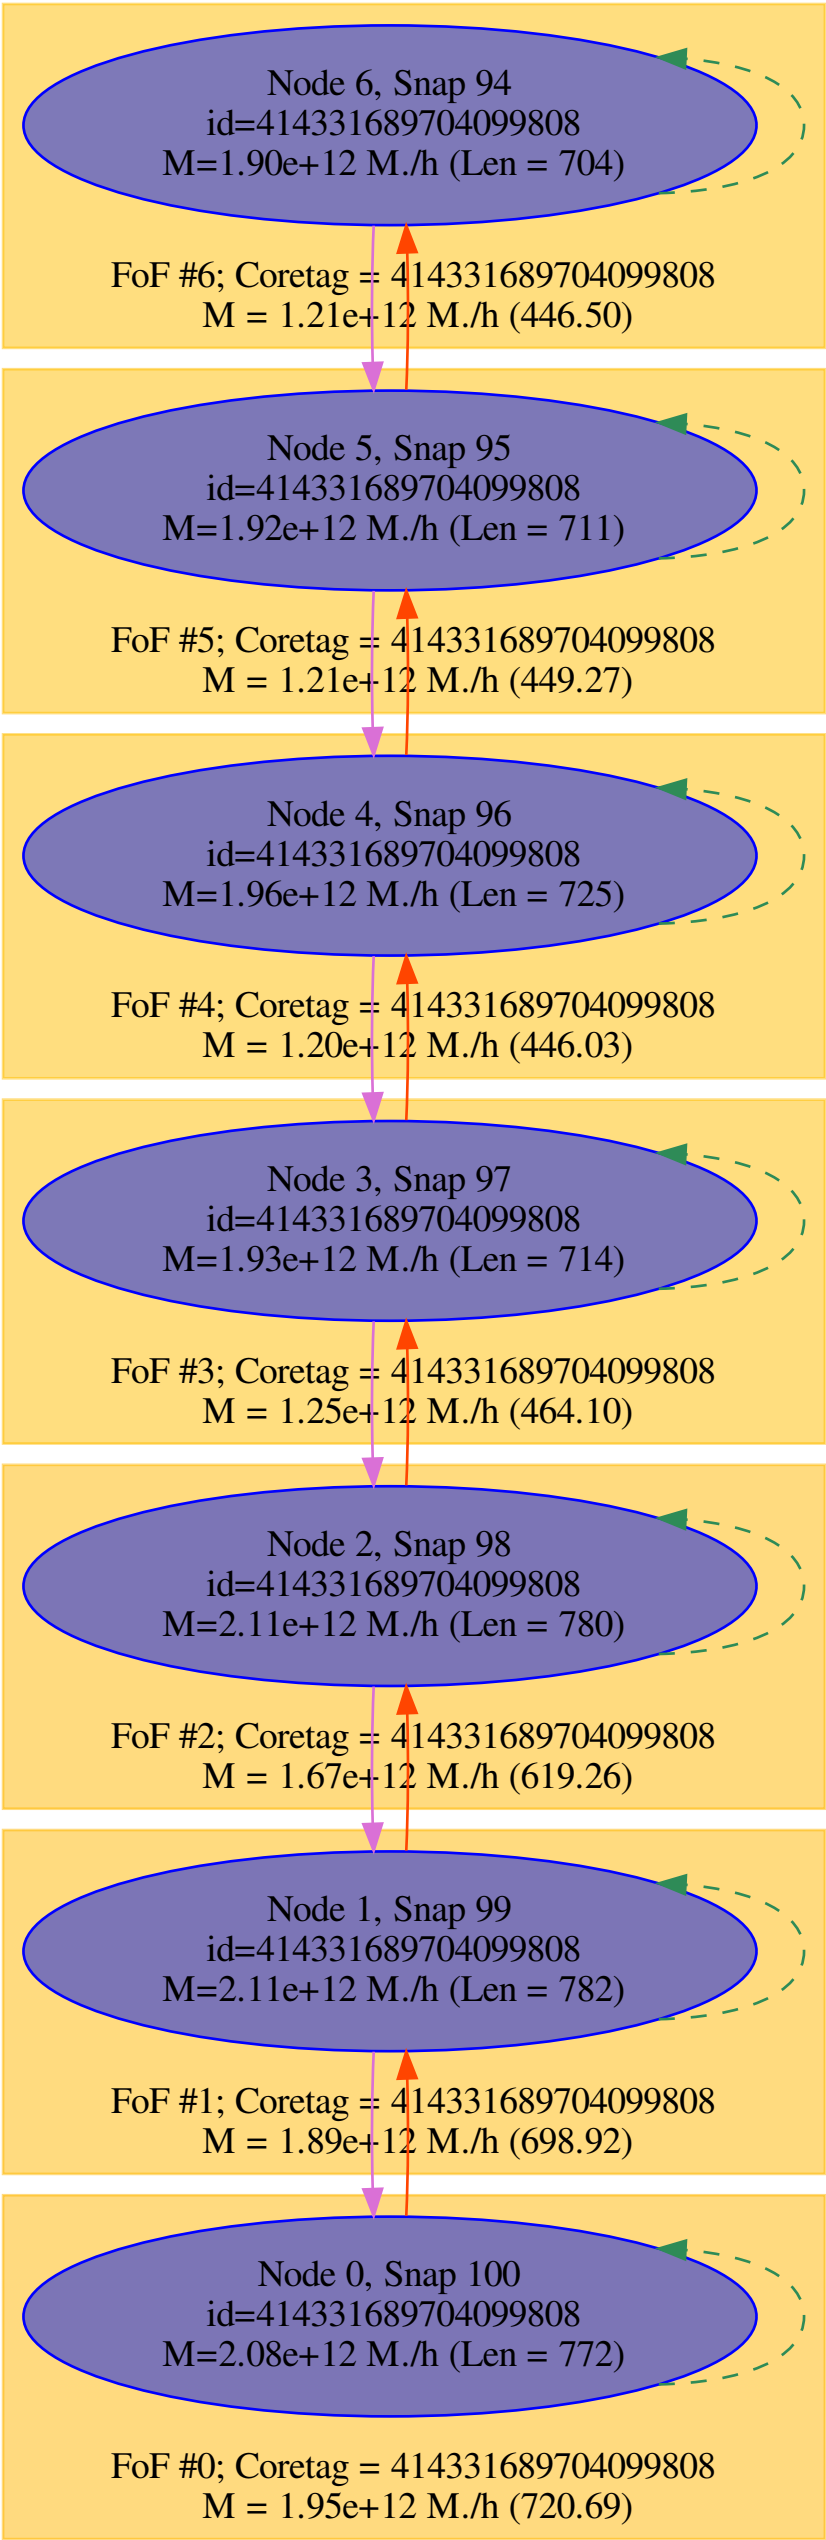 Node 6, Snap 94
id=414331689704099808
M=1.90e+12 M./h (Len = 704)
FoF #6; Coretag = 414331689704099808
M = 1.21e+12 M./h (446.50)
Node 5, Snap 95
id=414331689704099808
M=1.92e+12 M./h (Len = 711)
FoF #5; Coretag = 414331689704099808
M = 1.21e+12 M./h (449.27)
Node 4, Snap 96
id=414331689704099808
M=1.96e+12 M./h (Len = 725)
FoF #4; Coretag = 414331689704099808
M = 1.20e+12 M./h (446.03)
Node 3, Snap 97
id=414331689704099808
M=1.93e+12 M./h (Len = 714)
FoF #3; Coretag = 414331689704099808
M = 1.25e+12 M./h (464.10)
Node 2, Snap 98
id=414331689704099808
M=2.11e+12 M./h (Len = 780)
FoF #2; Coretag = 414331689704099808
M = 1.67e+12 M./h (619.26)
Node 1, Snap 99
id=414331689704099808
M=2.11e+12 M./h (Len = 782)
FoF #1; Coretag = 414331689704099808
M = 1.89e+12 M./h (698.92)
Node 0, Snap 100
id=414331689704099808
M=2.08e+12 M./h (Len = 772)
FoF #0; Coretag = 414331689704099808
M = 1.95e+12 M./h (720.69)